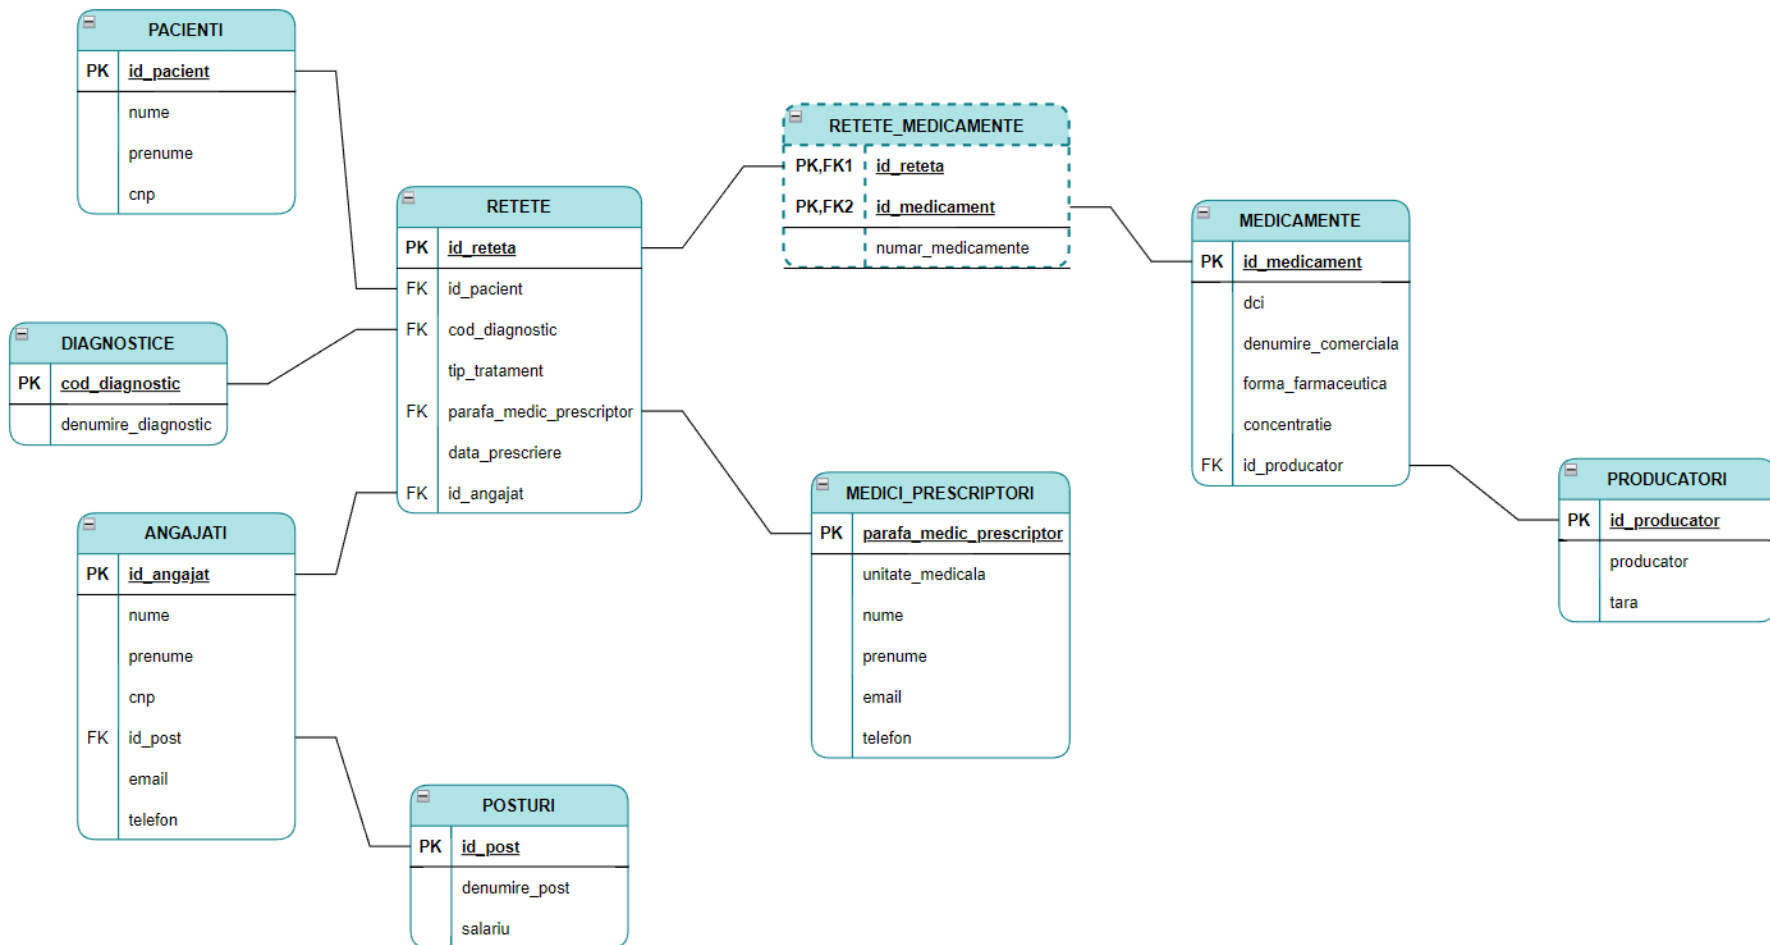 PACIENTI
PK id_pacient
nume
prenume
cnp
DIAGNOSTICE
PK cod_diagnostic
denumire_diagnostic
ANGAJATI
PK id_angajat
nume
prenume
cnp
FK id_post
email
telefon
RETETE
PK id_reteta
FK id_pacient
FK cod_diagnostic
tip_tratament
FK parafa_medic_prescriptor
data_prescriere
FK id_angajat
POSTURI
PK id_post
denumire_post
salariu
RETETE_MEDICAMENTE
PK,FK1 id_reteta
PK,FK2 id_medicament
numar_medicamente
MEDICI_PRESCRIPTORI
PK parafa_medic_prescriptor
unitate_medicala
nume
prenume
email
telefon
MEDICAMENTE
PK id_medicament
dci
denumire_comerciala
forma_farmaceutica
concentratie
FK id_producator
PRODUCATORI
PK id_producator
producator
tara